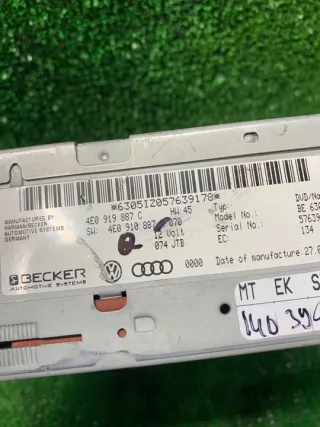 *63051Z057639178*
MANUFACTURED BY
HARMAN/BECKER
AUTOMOTIVE SYSTEMS
GERMANY
4E0 919 887 C HW:45
SW: 4E0 910 887 070
12 Volt
074 JTB
Typ: DVD/Na
Model No.: BE 63
Serial No.: 57639
EC: 134
BECKER
AUTOMOTIVE SYSTEMS
0000 Date of manufacture: 27.0
MT EK S
140 39